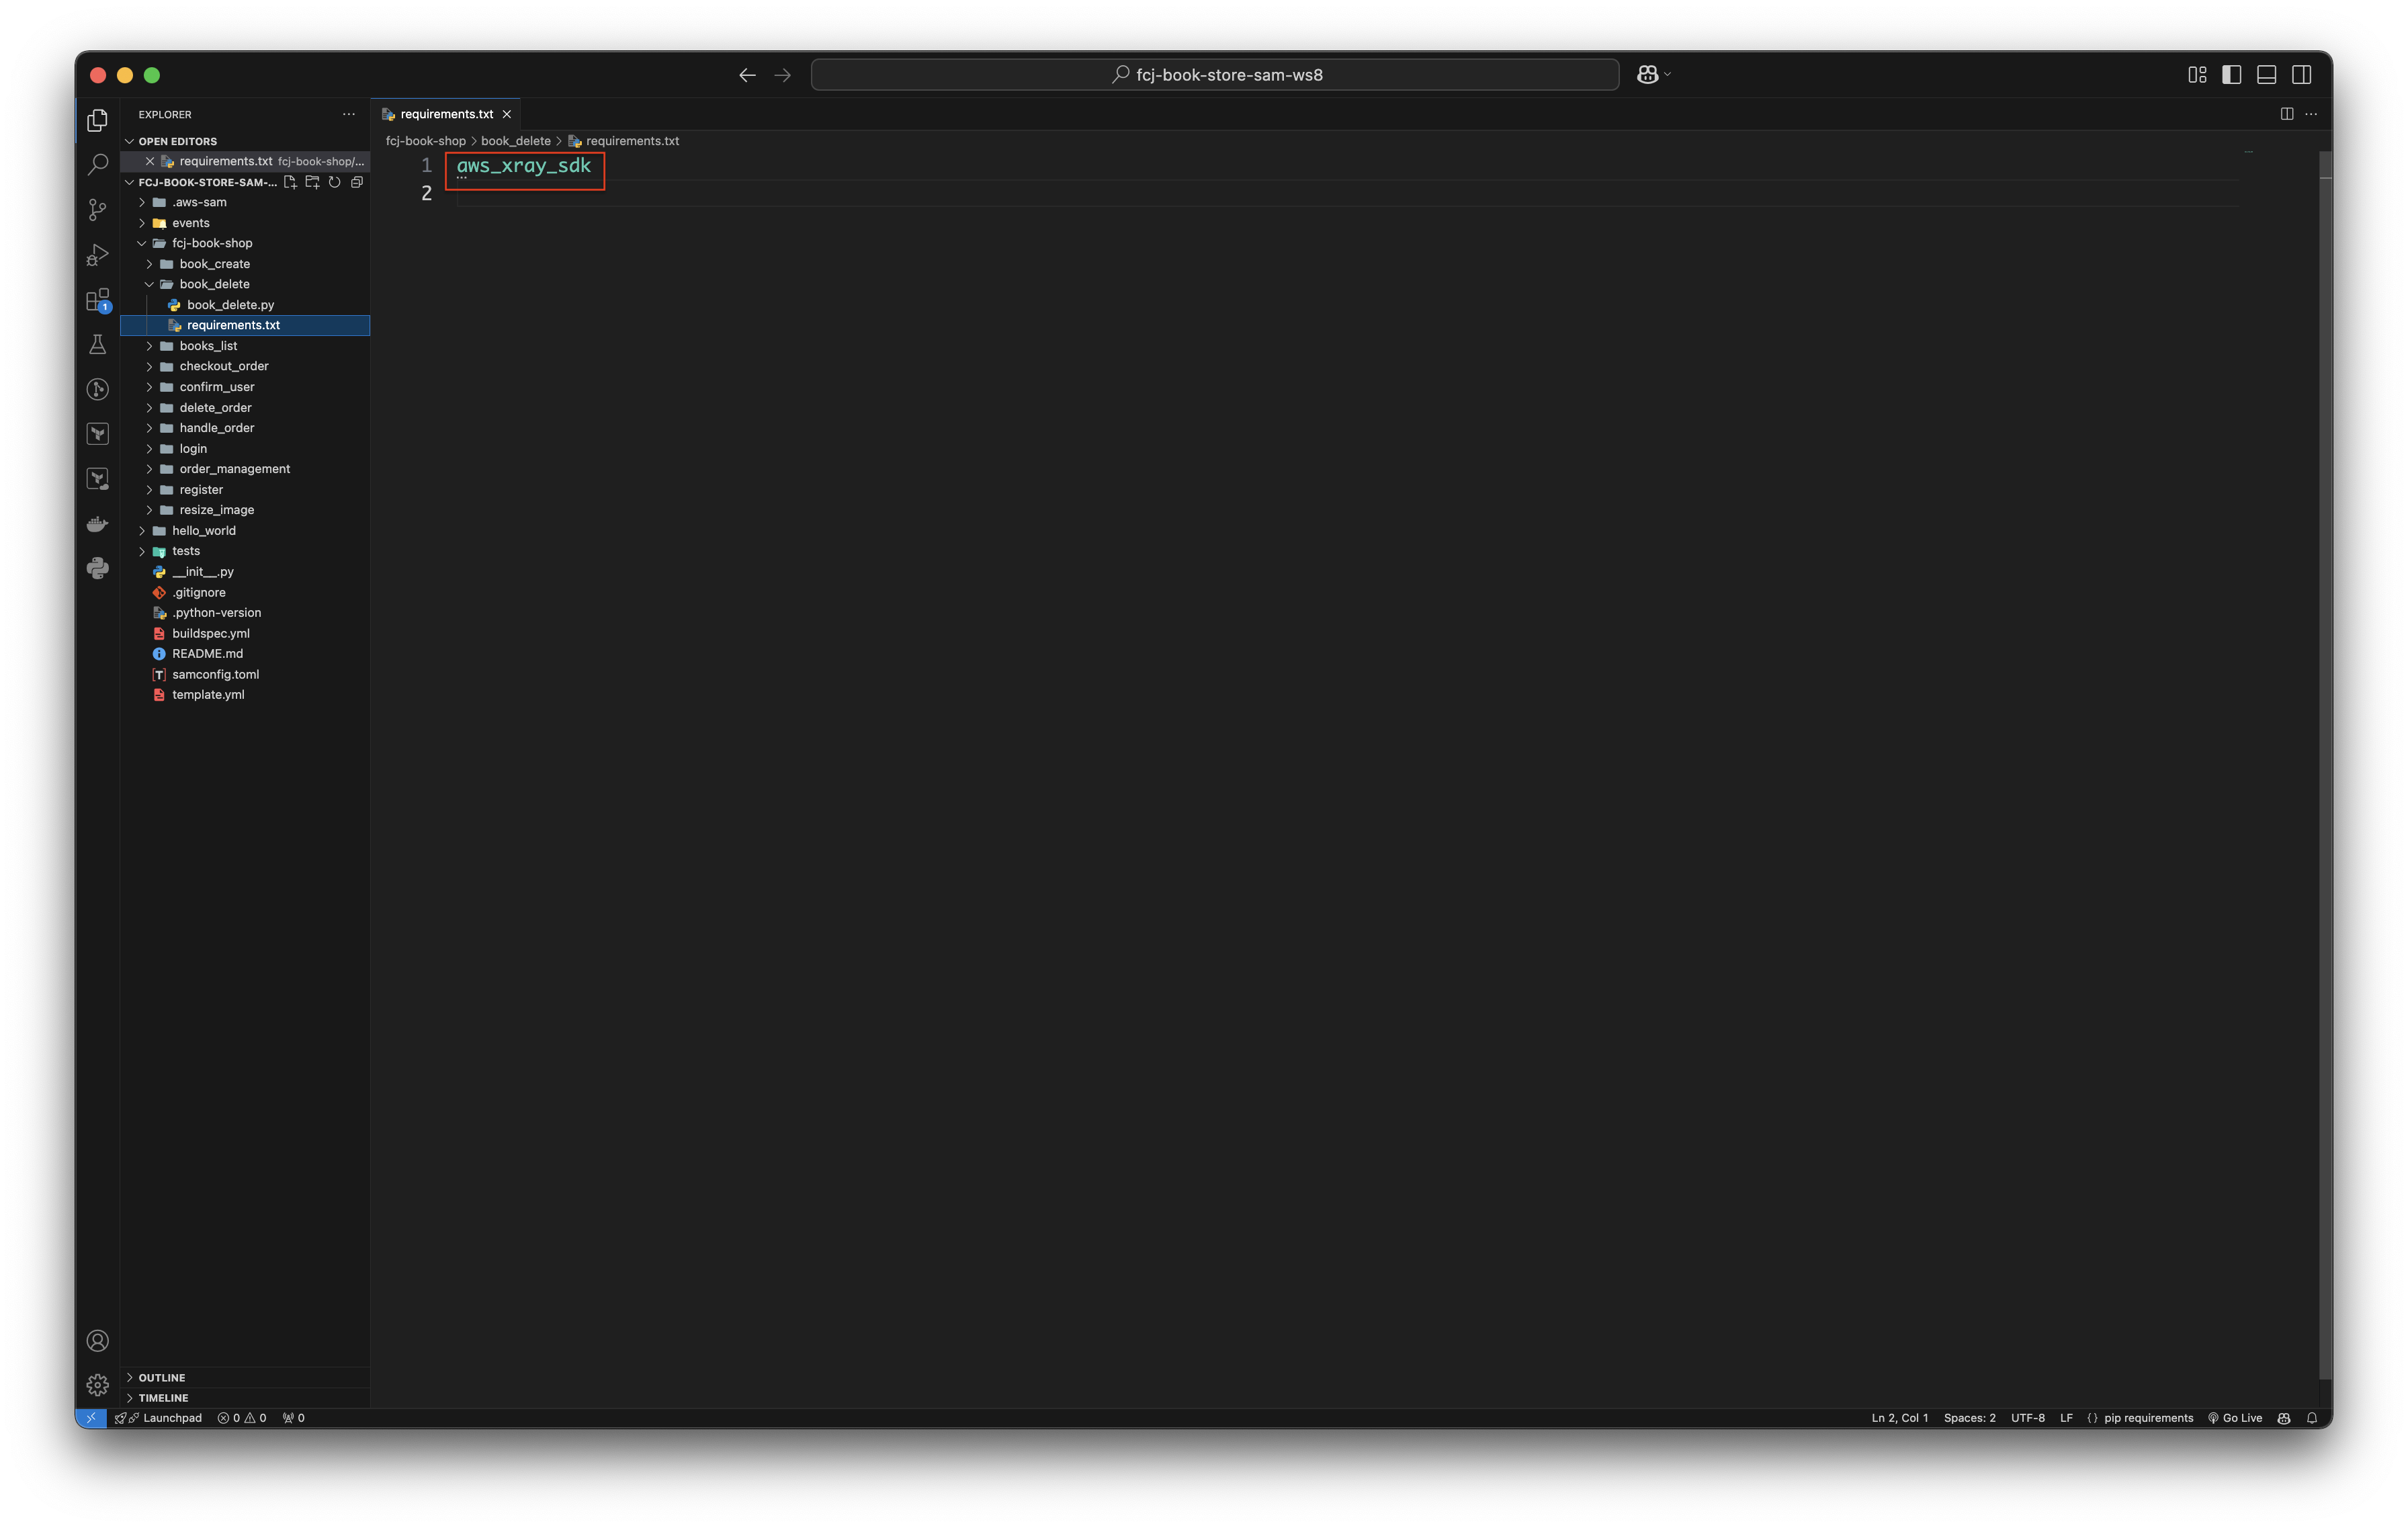 fcj-book-store-sam-ws8
EXPLORER
requirements.txt
OPEN EDITORS
requirements.txt fcj-book-shop/...
FCJ-BOOK-STORE-SAM-...
.aws-sam
events
fcj-book-shop
book_create
book_delete
book_delete.py
requirements.txt
books_list
checkout_order
confirm_user
delete_order
handle_order
login
order_management
register
resize_image
hello_world
tests
__init__.py
.gitignore
.python-version
buildspec.yml
README.md
samconfig.toml
template.yml
OUTLINE
TIMELINE
1
fcj-book-shop > book_delete > requirements.txt
1 aws_xray_sdk
2
Launchpad 0 0 0
Ln 2, Col 1 Spaces: 2 UTF-8 LF {} pip requirements Go Live